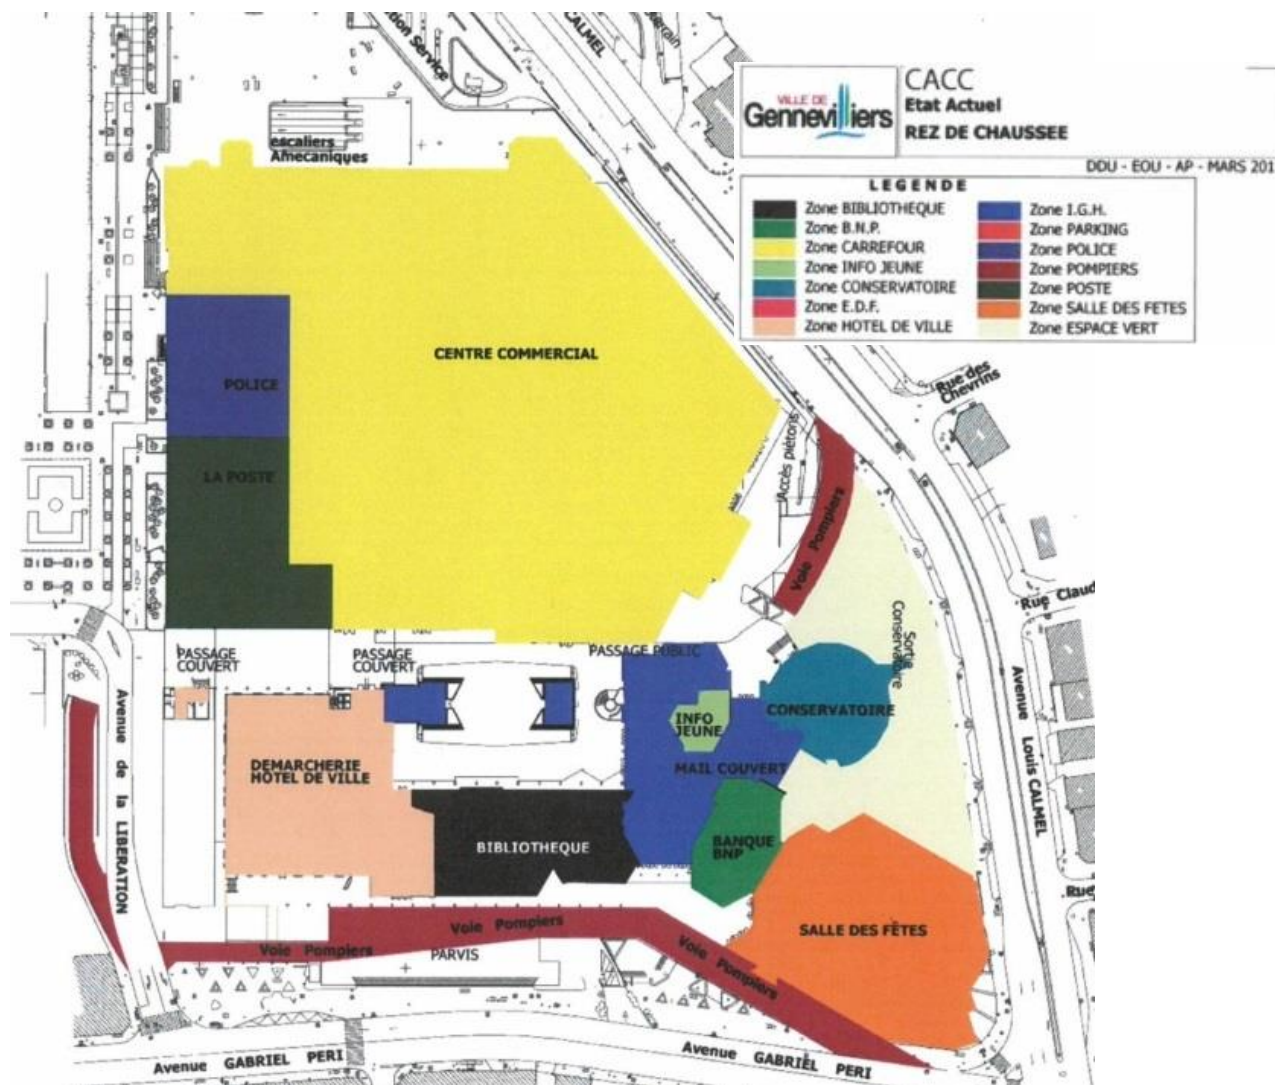 CALMEL
Station Service
escaliers
Amecaniques
VILLE DE
Gennevilliers
CACC
Etat Actuel
REZ DE CHAUSSEE
DDU - EOU - AP - MARS 201
LEGENDE
Zone BIBLIOTHEQUE
Zone B.N.P.
Zone CARREFOUR
Zone INFO JEUNE
Zone CONSERVATOIRE
Zone E.D.F.
Zone HOTEL DE VILLE
Zone I.G.H.
Zone PARKING
Zone POLICE
Zone POMPIERS
Zone POSTE
Zone SALLE DES FETES
Zone ESPACE VERT
CENTRE COMMERCIAL
POLICE
LA POSTE
Rue des
Chevrins
Accès piétons
Voie Pompiers
Rue Claud
Sortie
Conservatoire
PASSAGE
COUVERT
PASSAGE
COUVERT
PASSAGE PUBLIC
INFO
JEUNE
CONSERVATOIRE
MAIL COUVERT
DEMARCHERIE
HÔTEL DE VILLE
BIBLIOTHEQUE
BANQUE
BNP
SALLE DES FÊTES
Avenue de la LIBERATION
Avenue Louis CALMEL
Rue
Voie Pompiers
Voie Pompiers
Voie Pompiers
PARVIS
Avenue GABRIEL PERI
Avenue GABRIEL PERI